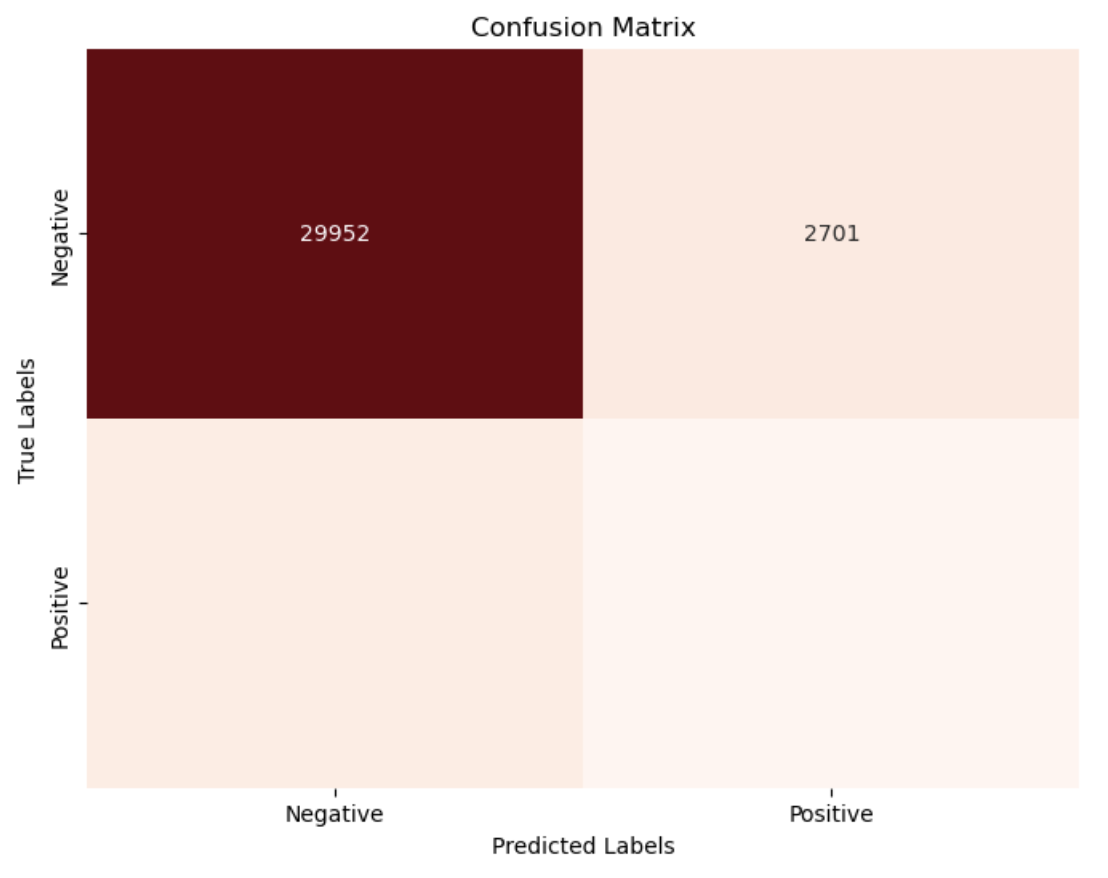 Confusion Matrix
True Labels
Negative
29952
2701
Positive
Negative
Positive
Predicted Labels